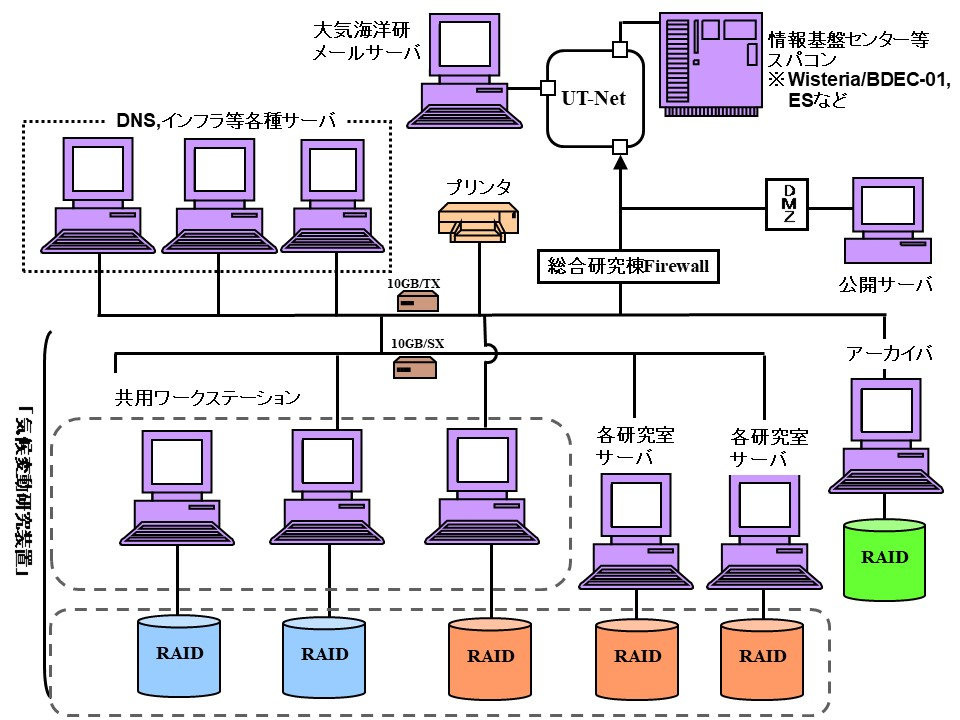 大気海洋研
メールサーバ
UT-Net
情報基盤センター等
スパコン
※Wisteria/BDEC-01,
ESなど
DNS,インフラ等各種サーバ
プリンタ
DMZ
公開サーバ
総合研究棟Firewall
10GB/TX
10GB/SX
アーカイバ
共用ワークステーション
各研究室
サーバ
各研究室
サーバ
「気候変動研究装置」
RAID
RAID
RAID
RAID
RAID
RAID